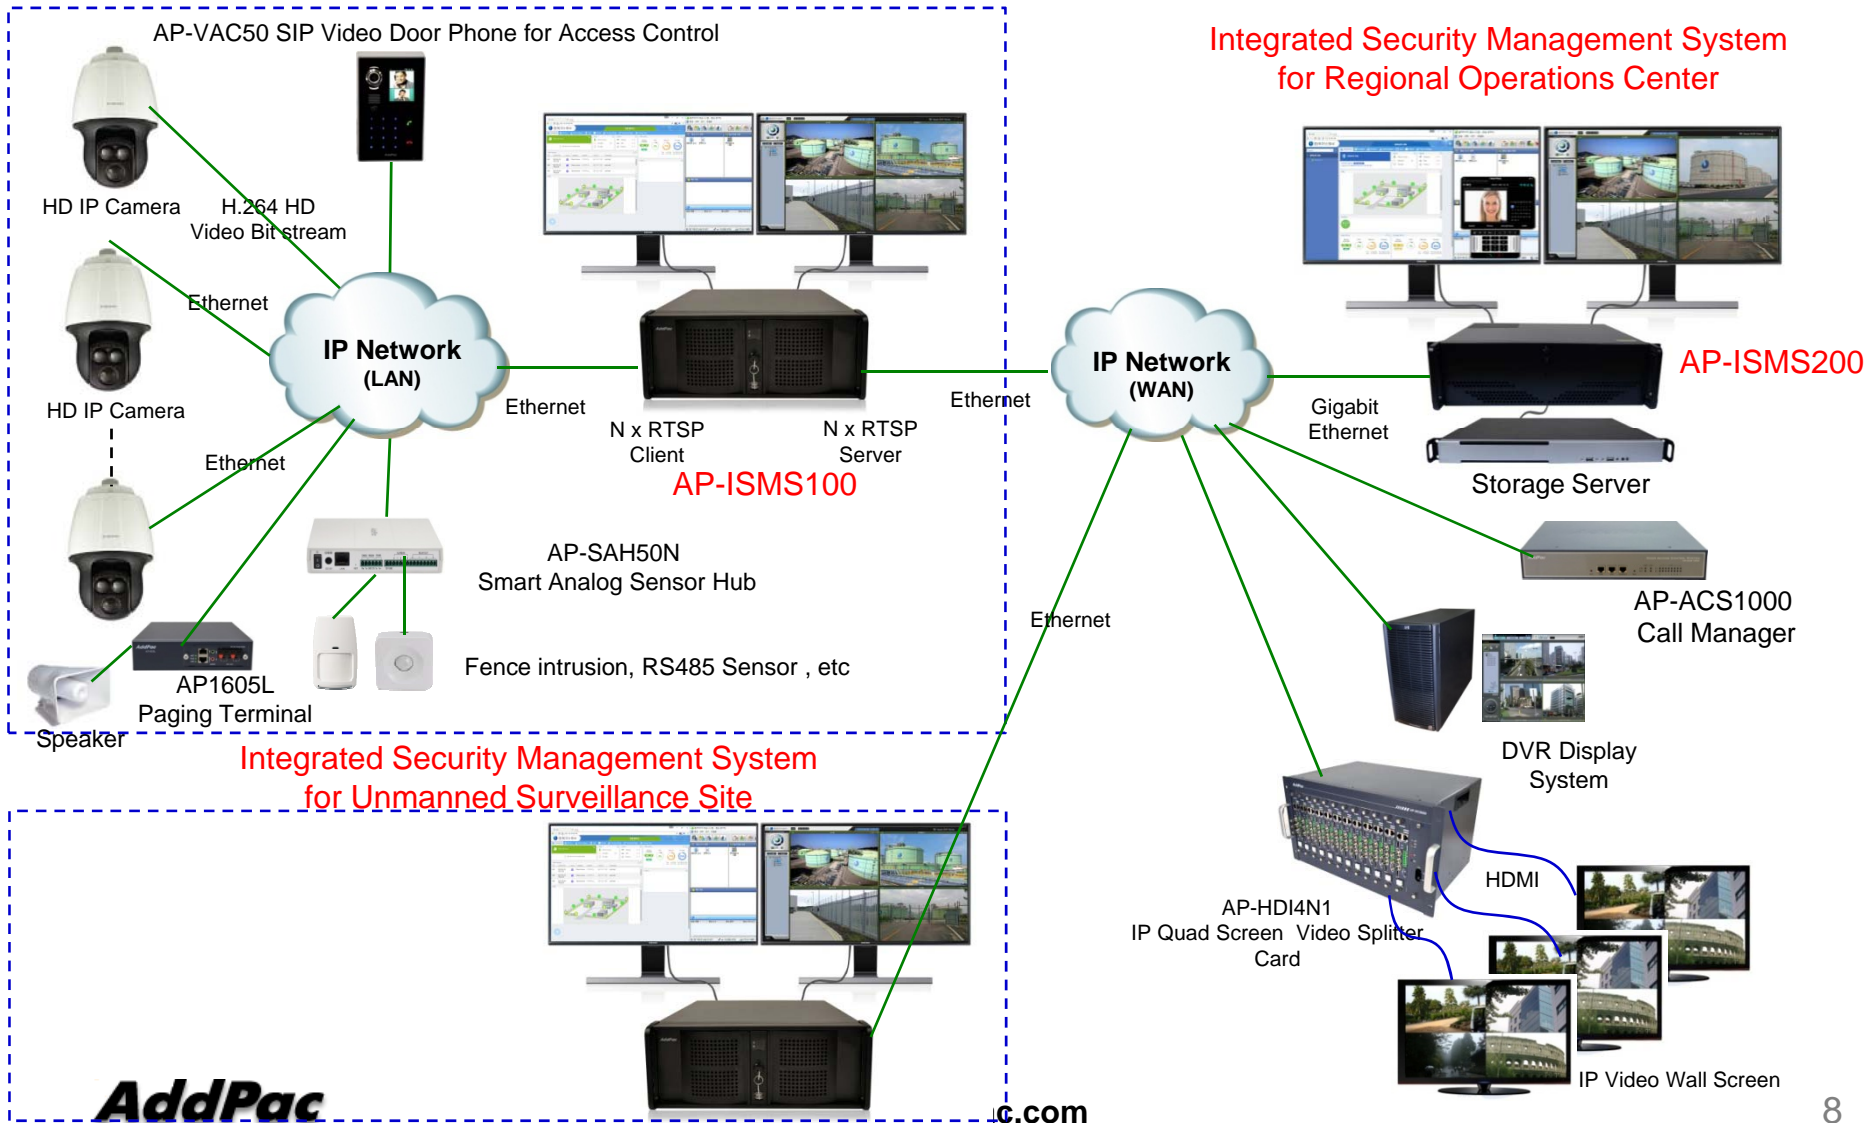 AP-VAC50 SIP Video Door Phone for Access Control
Integrated Security Management System
for Regional Operations Center
HD IP Camera
H.264 HD
Video Bit stream
Ethernet
IP Network
(LAN)
HD IP Camera
Ethernet
Ethernet
AddPac
N x RTSP
Client
N x RTSP
Server
AP-ISMS100
Ethernet
IP Network
(WAN)
Gigabit
Ethernet
AP-ISMS200
Storage Server
AP-SAH50N
Smart Analog Sensor Hub
Fence intrusion, RS485 Sensor , etc
AddPac
AP1605L
Paging Terminal
Speaker
Ethernet
AP-ACS1000
Call Manager
DVR Display
System
Integrated Security Management System
for Unmanned Surveillance Site
AddPac
HDMI
AP-HDI4N1
IP Quad Screen Video Splitter
Card
IP Video Wall Screen
AddPac
AddPac
c.com
8